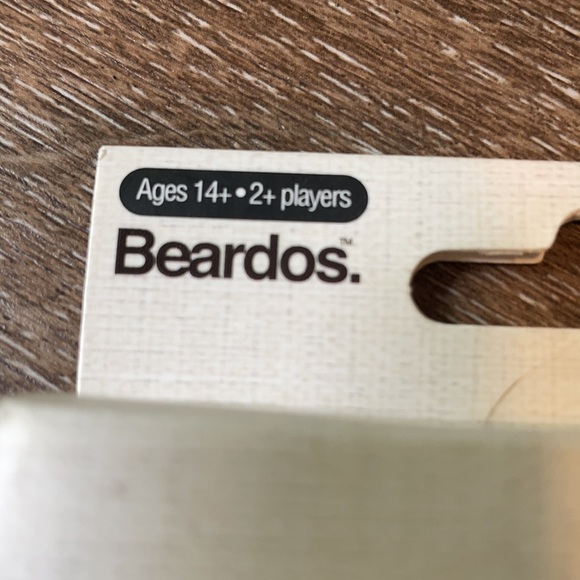 Ages 14+•2+ players
Beardos.™